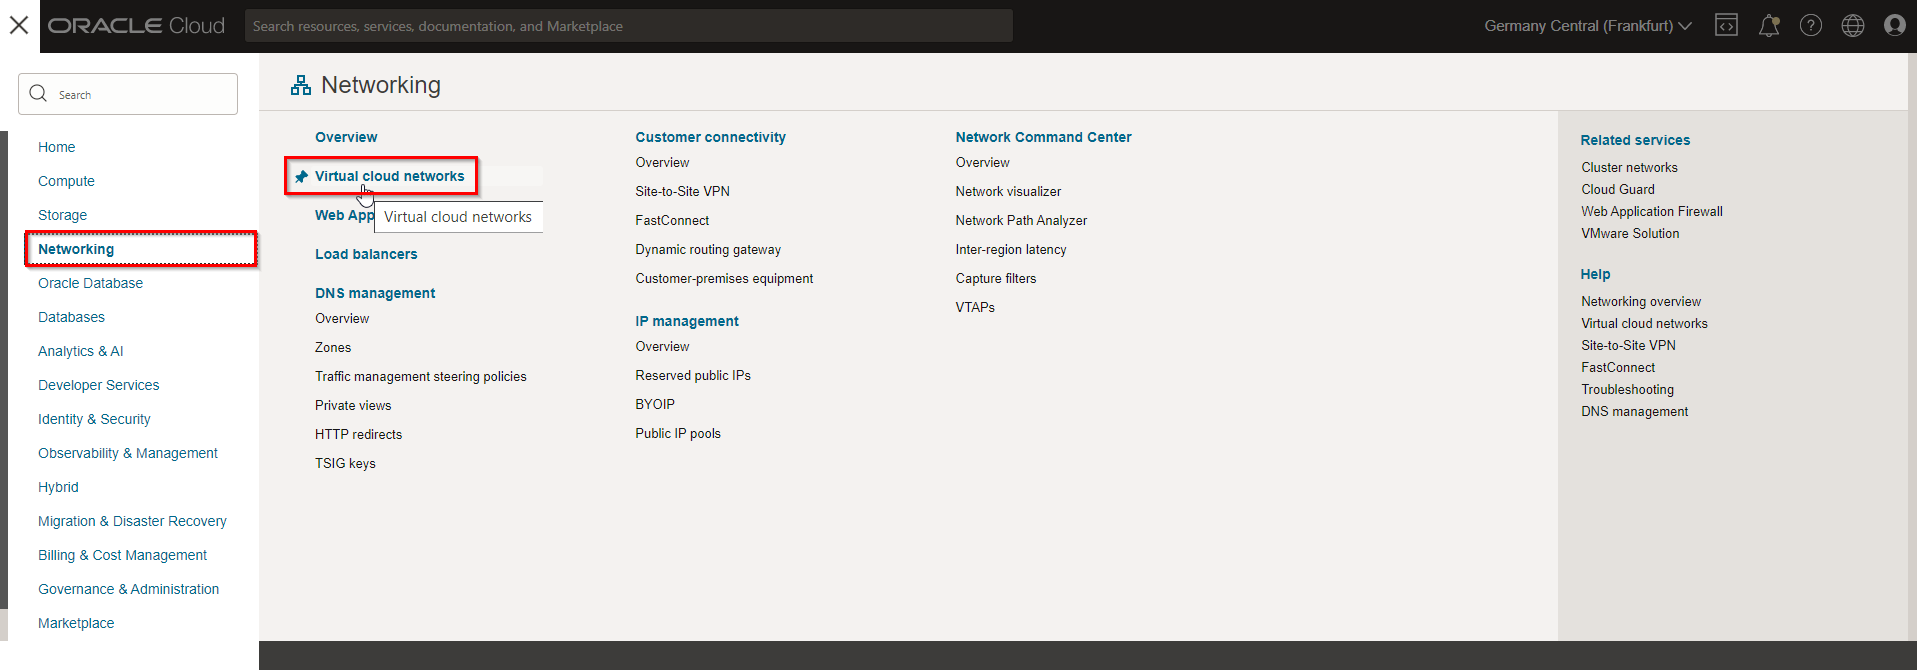 ORACLE Cloud
Search resources, services, documentation, and Marketplace
Germany Central (Frankfurt)
Search
Home
Compute
Storage
Networking
Oracle Database
Databases
Analytics & AI
Developer Services
Identity & Security
Observability & Management
Hybrid
Migration & Disaster Recovery
Billing & Cost Management
Governance & Administration
Marketplace
Networking
Overview
Virtual cloud networks
Web App
Virtual cloud networks
Load balancers
DNS management
Overview
Zones
Traffic management steering policies
Private views
HTTP redirects
TSIG keys
Customer connectivity
Overview
Site-to-Site VPN
FastConnect
Dynamic routing gateway
Customer-premises equipment
IP management
Overview
Reserved public IPs
BYOIP
Public IP pools
Network Command Center
Overview
Network visualizer
Network Path Analyzer
Inter-region latency
Capture filters
VTAPs
Related services
Cluster networks
Cloud Guard
Web Application Firewall
VMware Solution
Help
Networking overview
Virtual cloud networks
Site-to-Site VPN
FastConnect
Troubleshooting
DNS management